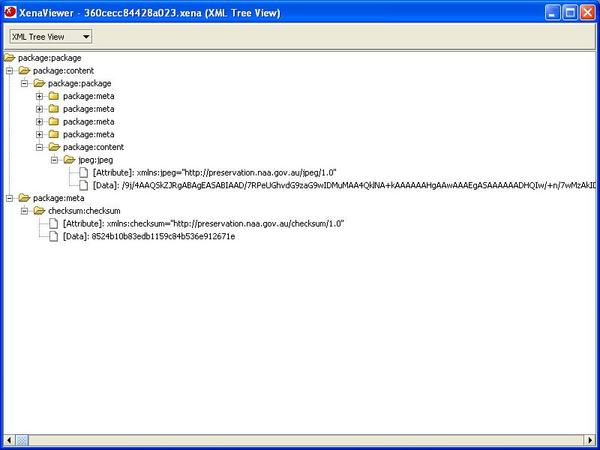 XenaViewer - 360cecc84428a023.xena (XML Tree View)
XML Tree View
package:package
package:content
package:package
package:meta
package:meta
package:meta
package:meta
package:content
jpeg:jpeg
[Attribute]: xmlns:jpeg="http://preservation.naa.gov.au/jpeg/1.0"
[Data]: /9j/4AAQSkZJRgABAgEASABIAAD/7RPeUGhvdG9zaG9wIDMuMAA4QklNA+kAAAAAAHgAAwAAAEgASAAAAAADHQIw/+n/7wMzAkID
package:meta
checksum:checksum
[Attribute]: xmlns:checksum="http://preservation.naa.gov.au/checksum/1.0"
[Data]: 8524b10b83edb1159c84b536e912671e